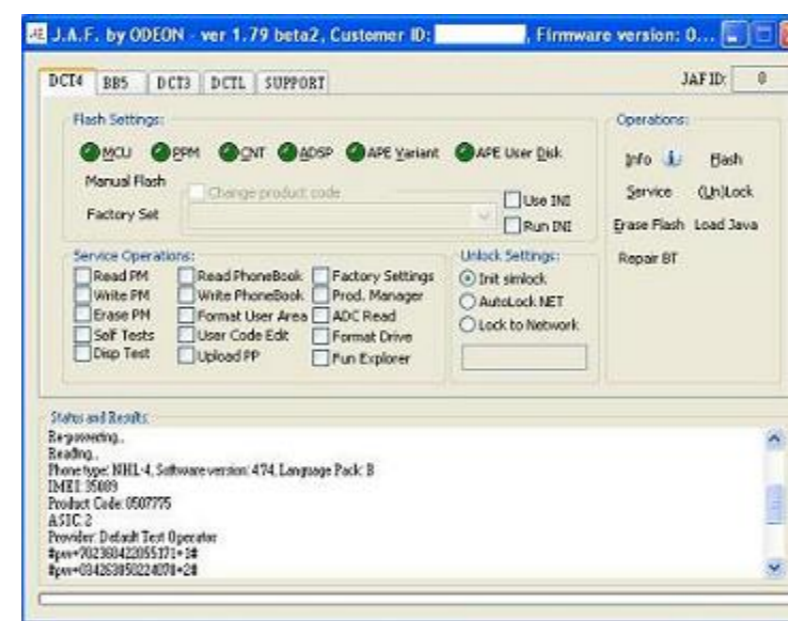 J.A.F. by ODEON - ver 1.79 beta2, Customer ID: , Firmware version: 0...
DCT4 BB5 DCT3 DCTL SUPPORT JAF ID: 0
Flash Settings: Operations:
MCU PPM CNT ADSP APE Variant APE User Disk
Info Flash
Manual Flash Change product code Use INI
Service (Un)Lock
Factory Set Run INI
Erase Flash Load Java
Service Operations: Unlock Settings: Repair BT
Read PM Read PhoneBook Factory Settings Init simlock
Write PM Write PhoneBook Prod. Manager AutoLock NET
Erase PM Format User Area ADC Read Lock to Network
Self Tests User Code Edit Format Drive
Disp Test Upload PP Fun Explorer
Status and Results:
Re-powering..
Reading..
Phone type: NHL-4, Software version: 4.74, Language Pack: B
IMEI: 35089
Product Code: 0507775
ASIC: 2
Provider: Default Test Operator